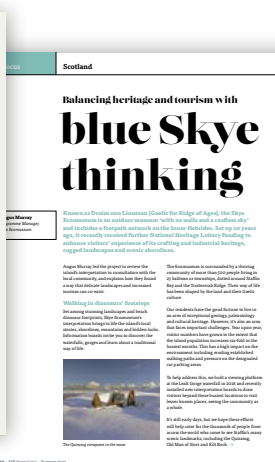 ocus
Scotland
Balancing heritage and tourism with
blue Skye
thinking
Known as Druim nan Linntean (Gaelic for Ridge of Ages), the Skye
Ecomuseum is an outdoor museum 'with no walls and a roofless sky'
and includes a footpath network on the Inner Hebrides. Set up 10 years
ago, it recently received further National Heritage Lottery Funding to
enhance visitors' experience of its crofting and industrial heritage,
rugged landscapes and scenic shorelines.
Angus Murray
Ecomuseum
Angus Murray led the project to review the
island's interpretation in consultation with the
local community, and explains how they found
a way that delicate landscapes and increased
tourism can co-exist.
Walking in dinosaurs' footsteps
Set among stunning landscapes and beach
dinosaur footprints, Skye Ecomuseum's
interpretation brings to life the island's fossil
stories, shorelines, mountains and hidden lochs.
Information boards invite you to discover the
waterfalls, gorges and learn about a traditional
way of life.
The Quiraing viewpoint to the moor
The Ecomuseum is surrounded by a thriving
community of more than 500 people living in
23 balliwns or townships, dotted around Staffin
Bay and the Trotternish Ridge. Their way of life
has been shaped by the land and their Gaelic
culture.
Our residents have the good fortune to live in
an area of exceptional geology, palaeontology
and cultural heritage. However, it's also an area
that faces important challenges. Year upon year,
visitor numbers have grown to the extent that
the island population increases six-fold in the
busiest months. This has a high impact on the
environment including eroding established
walking paths and pressure on the designated
car parking areas.
To help address this, we built a viewing platform
at the Lealt Gorge waterfall in 2018 and recently
installed new interpretation boards to draw
visitors beyond these busiest locations to visit
lesser known places, seeing the community as a
whole.
It's still early days, but we hope these efforts
will help cater for the thousands of people from
across the world who come to see Staffin's many
scenic landmarks, including the Quiraing,
Old Man of Storr and Kilt Rock.